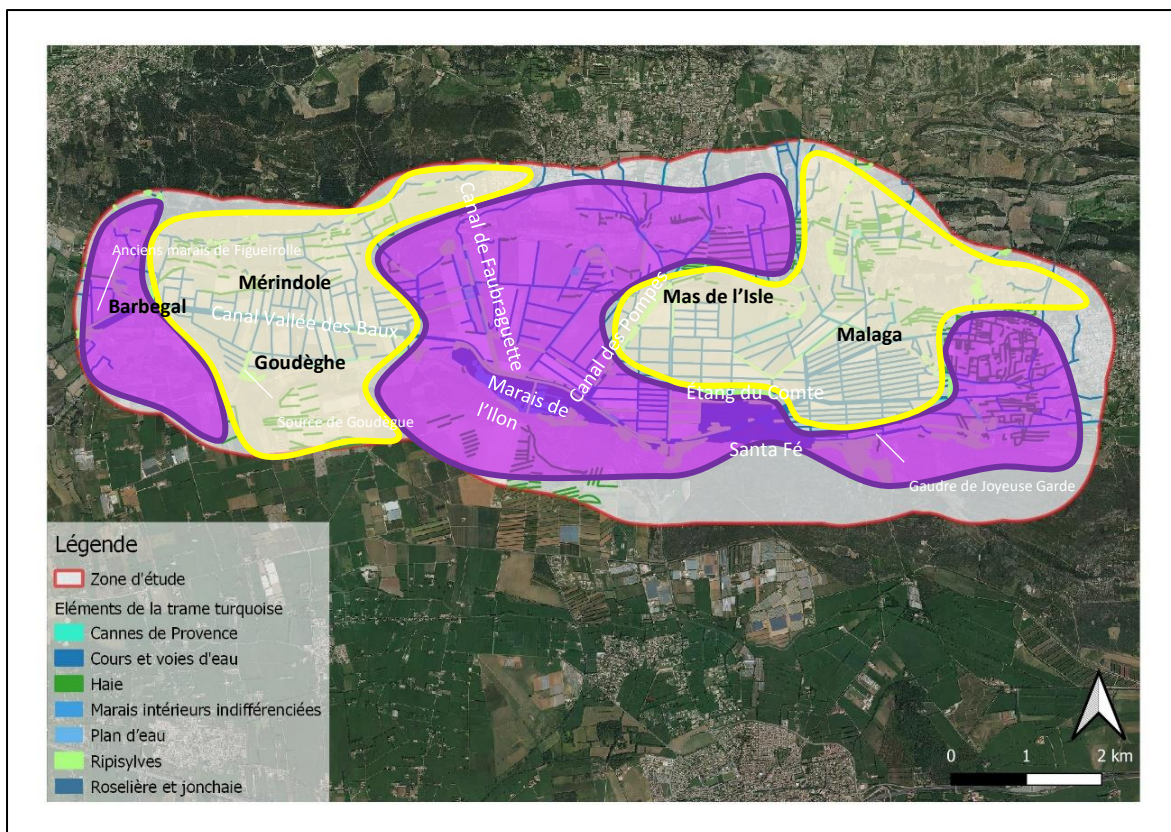 Canal de Faubraguette
Anciens marais de Figueirolle
Mérindole
Barbegal
Canal Vallée des Baux
Mas de l'Isle
Malaga
Canal des Pompes
Goudèghe
Marais de
l'Ilon
Étang du Comte
Source de Goudegue
Santa Fé
Gaudre de Joyeuse Garde
Légende
Zone d'étude
Eléments de la trame turquoise
Cannes de Provence
Cours et voies d'eau
Haie
Marais intérieurs indifférenciées
Plan d'eau
Ripisylves
Roselière et jonchaie
0 1 2 km